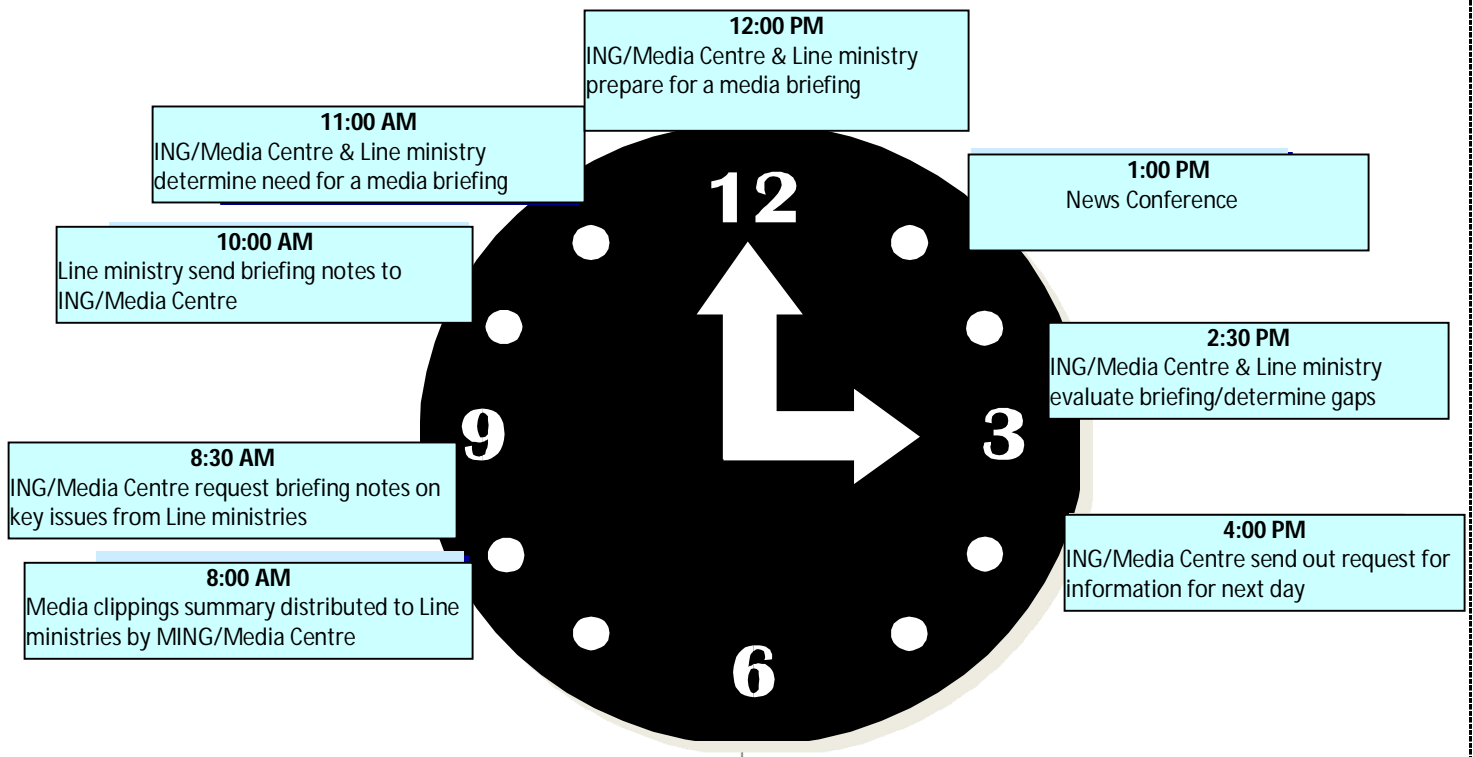 12:00 PM
ING/Media Centre & Line ministry
prepare for a media briefing
11:00 AM
ING/Media Centre & Line ministry
determine need for a media briefing
1:00 PM
News Conference
10:00 AM
Line ministry send briefing notes to
ING/Media Centre
2:30 PM
ING/Media Centre & Line ministry
evaluate briefing/determine gaps
8:30 AM
ING/Media Centre request briefing notes on
key issues from Line ministries
4:00 PM
ING/Media Centre send out request for
information for next day
8:00 AM
Media clippings summary distributed to Line
ministries by MING/Media Centre
12
9
3
6